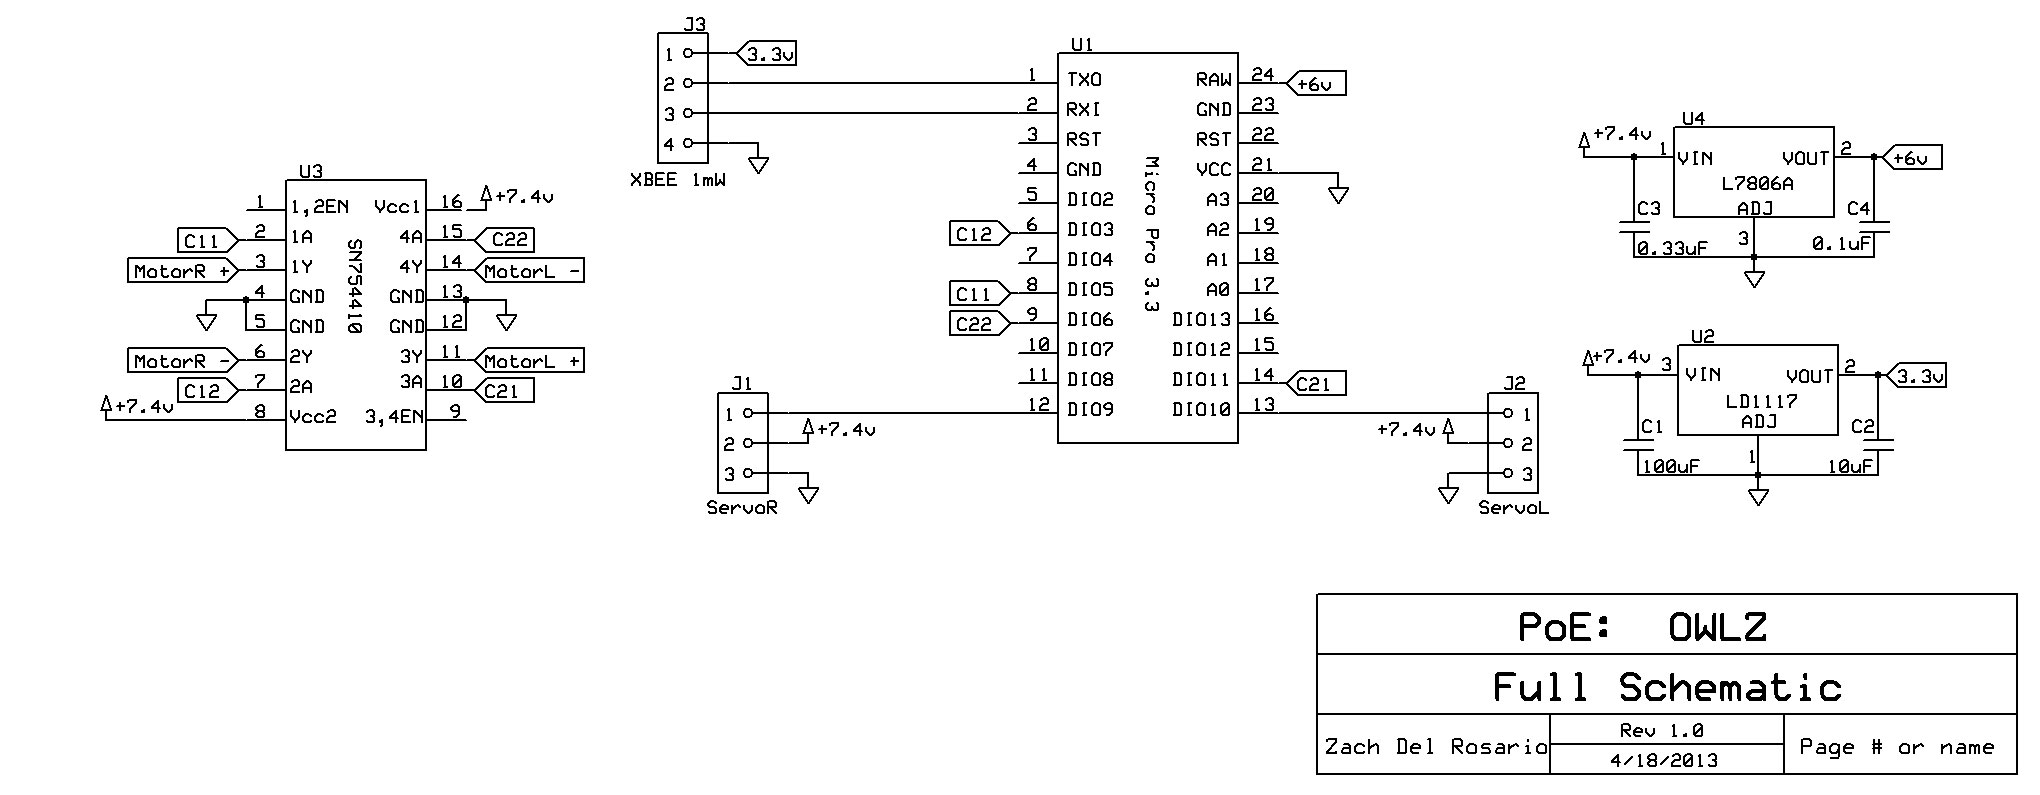 J3
1 3.3v
2
3
4
XBEE 1mW
U3
1 1,2EN Vcc1 16 +7.4v
C11 2 1A 4A 15 C22
MotorR + 3 1Y 4Y 14 MotorL -
4 GND GND 13
5 GND GND 12
MotorR - 6 2Y 3Y 11 MotorL +
C12 7 2A 3A 10 C21
+7.4v 8 Vcc2 3,4EN 9
SN754410
U1
1 TXO RAW 24 +6v
2 RXI GND 23
3 RST RST 22
4 GND VCC 21
5 DIO2 A3 20
C12 6 DIO3 A2 19
7 DIO4 A1 18
C11 8 DIO5 A0 17
C22 9 DIO6 DIO13 16
10 DIO7 DIO12 15
11 DIO8 DIO11 14 C21
12 DIO9 DIO10 13
Micro Pro 3.3
J1
1
2 +7.4v
3
ServoR
J2
1
+7.4v 2
3
ServoL
U4
+7.4v 1 VIN VOUT 2 +6v
L7806A
C3 ADJ C4
0.33uF 3 0.1uF
U2
+7.4v 3 VIN VOUT 2 3.3v
LD1117
C1 ADJ C2
100uF 1 10uF
PoE: OWLZ
Full Schematic
Zach Del Rosario
Rev 1.0
4/18/2013
Page # or name